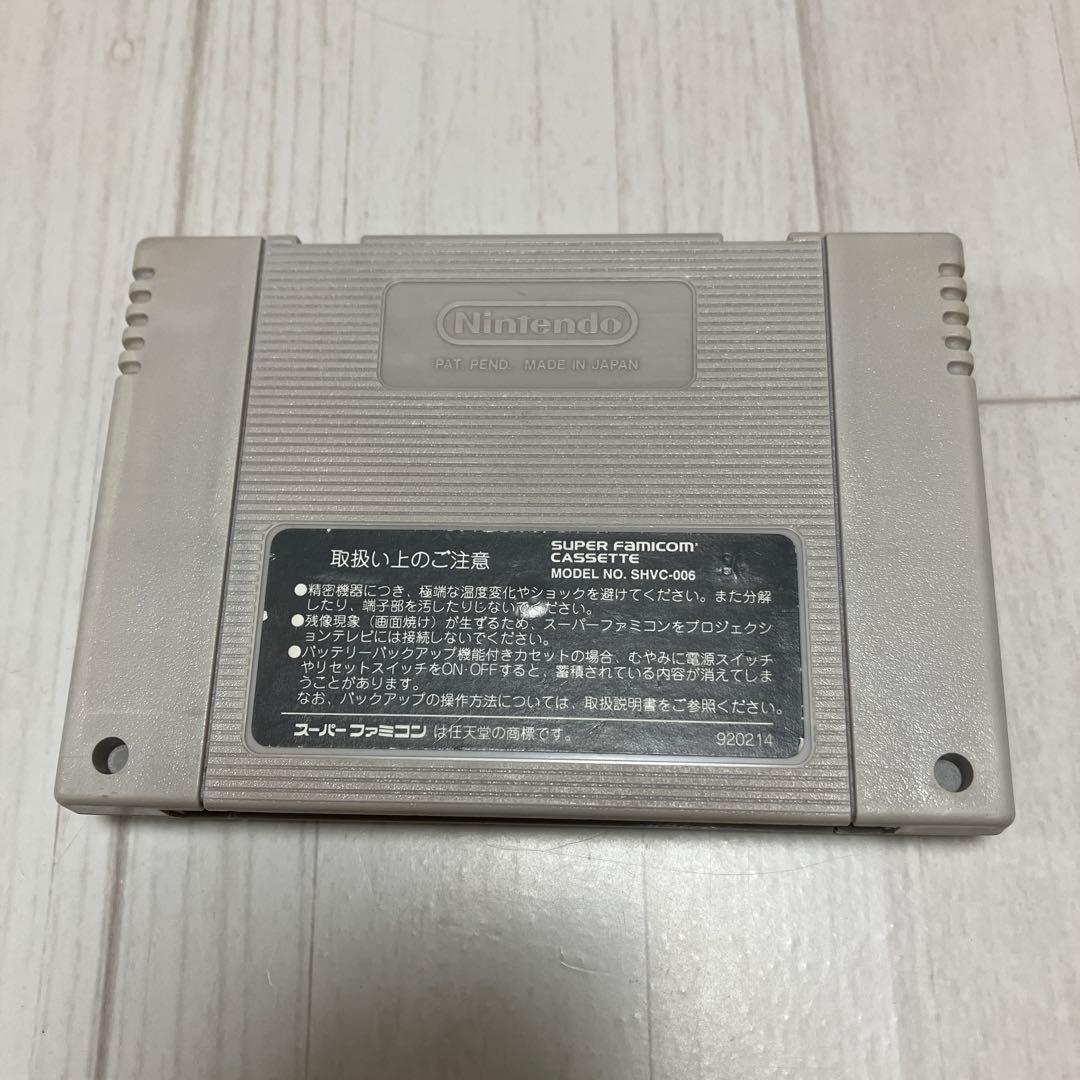 Nintendo
PAT. PEND. MADE IN JAPAN
取扱い上のご注意
SUPER FAMICOM
CASSETTE
MODEL NO. SHVC-006
●精密機器につき、極端な温度変化やショックを避けてください。また分解
したり、端子部を汚したりしないでください。
●残像現象（画面焼け）が生ずるため、スーパーファミコンをプロジェクシ
ョンテレビには接続しないでください。
●バッテリーバックアップ機能付きカセットの場合、むやみに電源スイッチ
やリセットスイッチをON・OFFすると、蓄積されている内容が消えてしま
うことがあります。
なお、バックアップの操作方法については、取扱説明書をご参照ください。
スーパーファミコンは任天堂の商標です。
920214